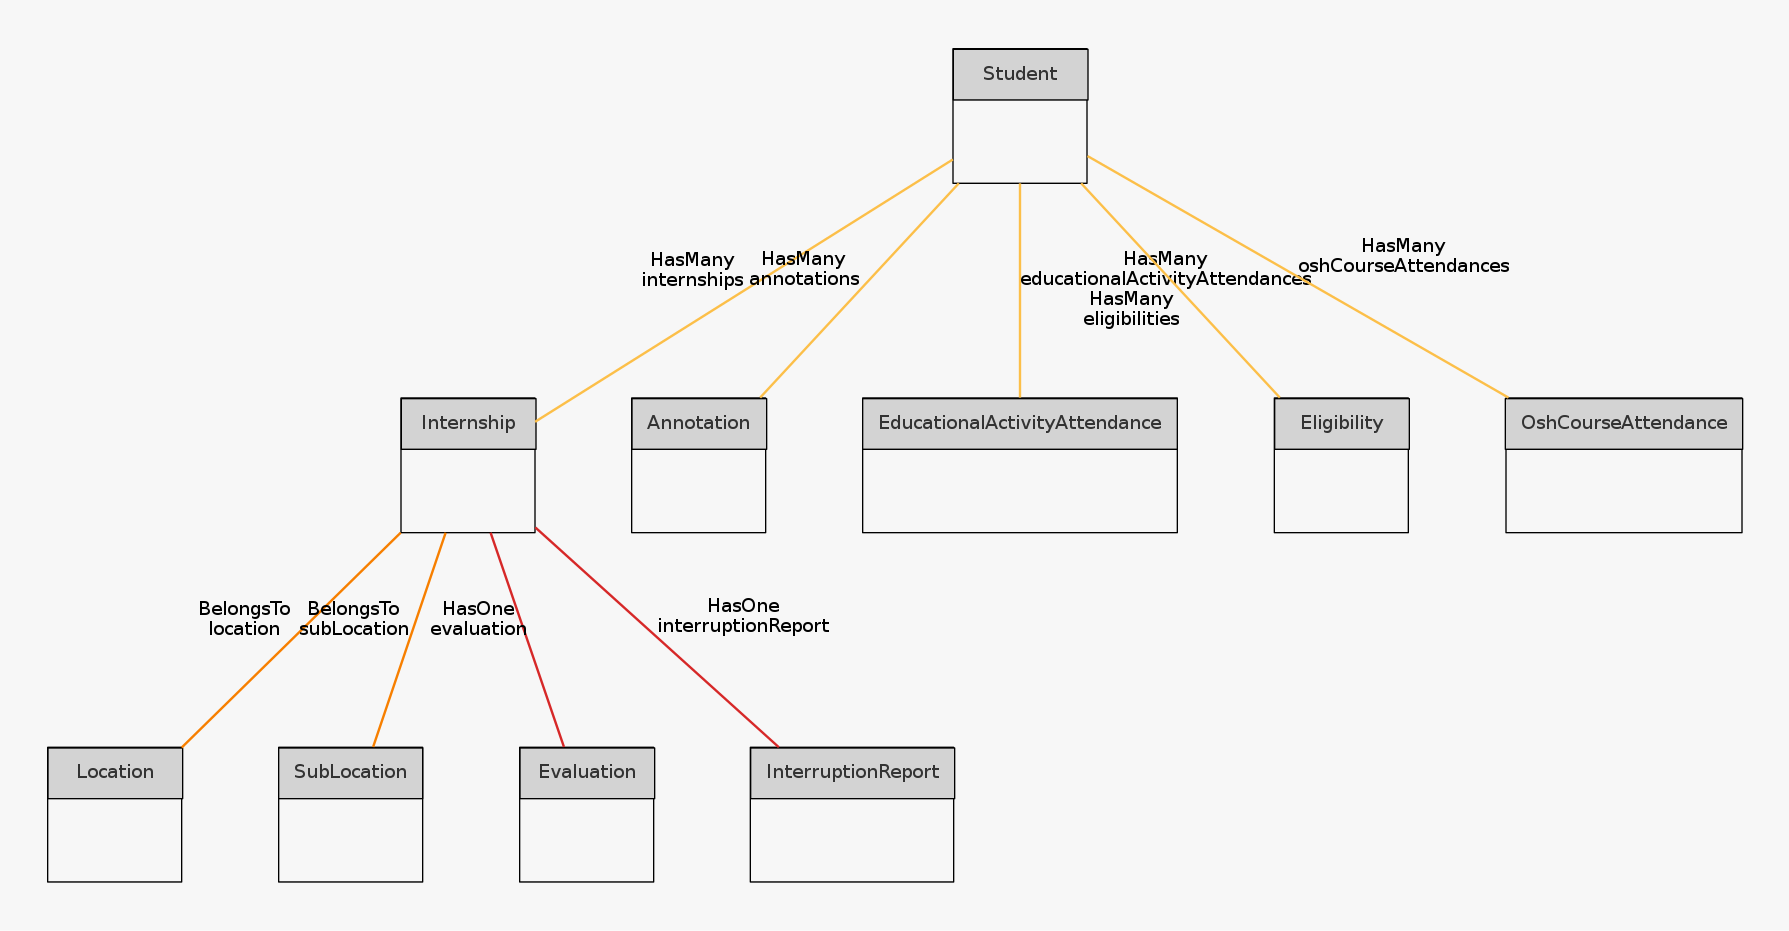 Student
HasMany
internships
HasMany
annotations
HasMany
educationalActivityAttendances
HasMany
eligibilities
HasMany
oshCourseAttendances
Internship
Annotation
EducationalActivityAttendance
Eligibility
OshCourseAttendance
BelongsTo
location
BelongsTo
subLocation
HasOne
evaluation
HasOne
interruptionReport
Location
SubLocation
Evaluation
InterruptionReport